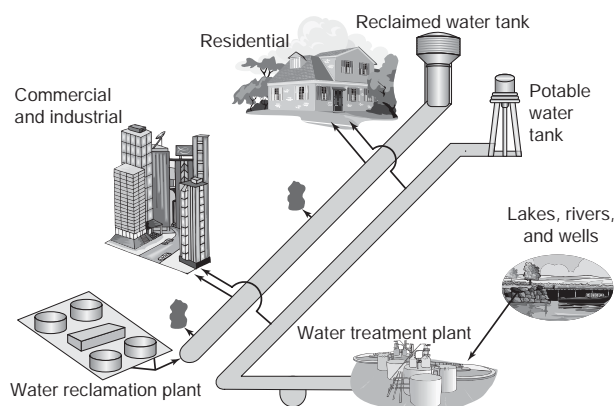 Reclaimed water tank
Residential
Potable
water
tank
Commercial
and industrial
Lakes, rivers,
and wells
Water treatment plant
Water reclamation plant